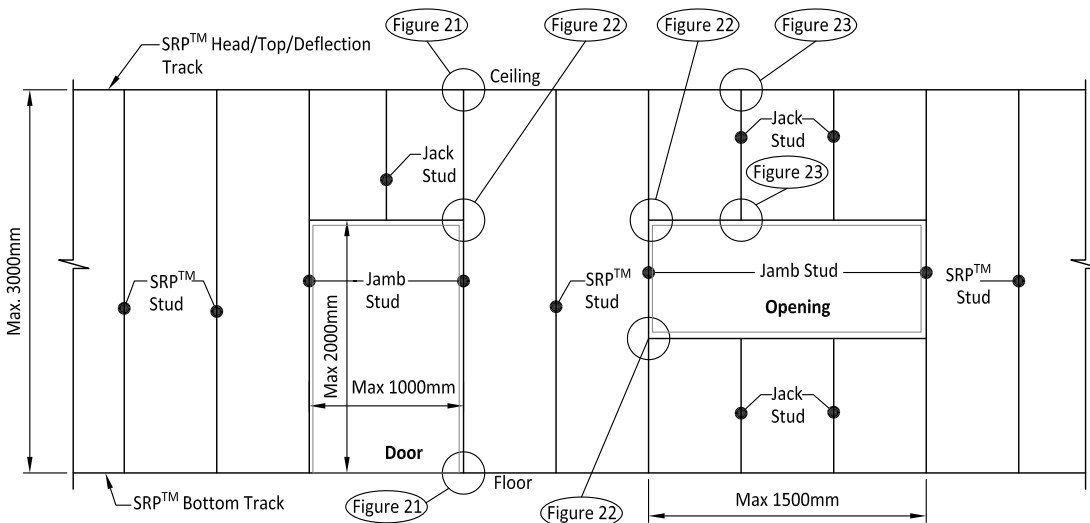 Figure 21
Figure 22
Figure 22
Figure 23
SRP™ Head/Top/Deflection
Track
Ceiling
Jack
Stud
Jack
Stud
Figure 23
Max. 3000mm
SRP™
Stud
Jamb
Stud
SRP™
Stud
Jamb Stud
SRP™
Stud
Opening
Max 2000mm
Max 1000mm
Jack
Stud
Door
Floor
SRP™ Bottom Track
Figure 21
Figure 22
Max 1500mm